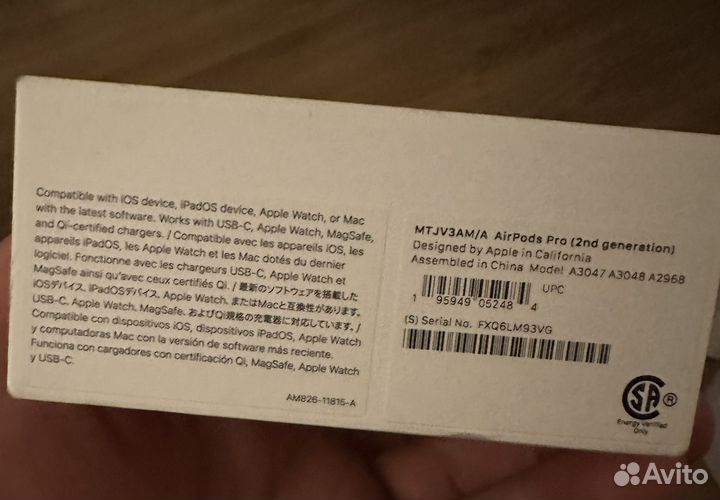 Compatible with iOS device, iPadOS device, Apple Watch, or Mac
with the latest software. Works with USB-C, Apple Watch, MagSafe,
and Qi-certified chargers. / Compatible avec les appareils iOS, les
appareils iPadOS, les Apple Watch et les Mac dotés du dernier
logiciel. Fonctionne avec les chargeurs USB-C, Apple Watch et
MagSafe ainsi qu'avec ceux certifiés Qi. / 最新のソフトウェアを搭載した
iOSデバイス、iPadOSデバイス、Apple Watch、またはMacと互換性があります。
USB-C、Apple Watch、MagSafe、およびQi規格の充電器に対応しています。/
Compatible con dispositivos iOS, dispositivos iPadOS, Apple Watch
y computadoras Mac con la versión de software más reciente.
Funciona con cargadores con certificación Qi, MagSafe, Apple Watch
y USB-C.
AM826-11815-A
MTJV3AM/A AirPods Pro (2nd generation)
Designed by Apple in California
Assembled in China Model A3047 A3048 A2968
UPC
1 95949 05248 4
(S) Serial No. FXQ6LM93VG
SA ®
Energy Verified
Only
Avito